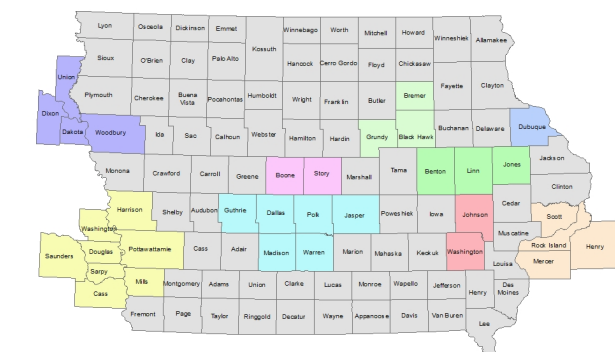 Lyon Osceola Dickinson Emmet Kossuth Winnebago Worth Mitchell Howard Winneshiek Allamakee
Sioux O'Brien Clay Palo Alto Hancock Cerro Gordo Floyd Chickasaw
Union Plymouth Cherokee Buena Vista Pocahontas Humboldt Wright Franklin Butler Bremer Fayette Clayton
Dixon Dakota Woodbury Ida Sac Calhoun Webster Hamilton Hardin Grundy Black Hawk Buchanan Delaware Dubuque
Monona Crawford Carroll Greene Boone Story Marshall Tama Benton Linn Jones Jackson
Clinton
Harrison Shelby Audubon Guthrie Dallas Polk Jasper Poweshiek Iowa Johnson Cedar Scott
Washington Muscatine
Saunders Douglas Pottawattamie Cass Adair Madison Warren Marion Mahaska Keokuk Washington Rock Island Henry
Sarpy Louisa Mercer
Cass Mills Montgomery Adams Union Clarke Lucas Monroe Wapello Jefferson Henry Des Moines
Fremont Page Taylor Ringgold Decatur Wayne Appanoose Davis Van Buren Lee